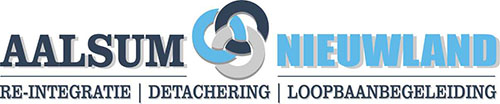 AALSUM NIEUWLAND
RE-INTEGRATIE | DETACHERING | LOOPBAANBEGELEIDING